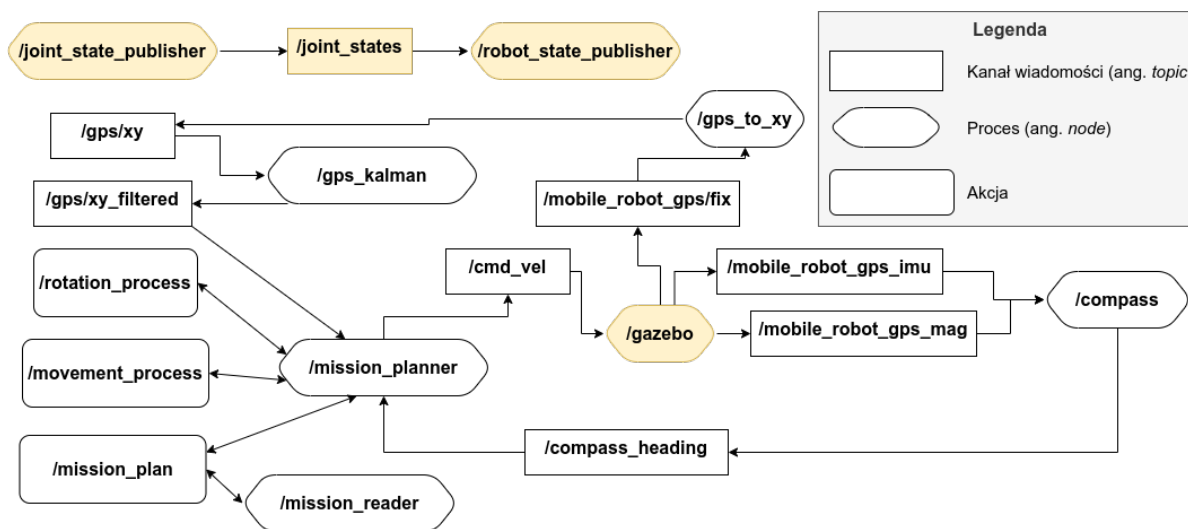 /joint_state_publisher
/joint_states
/robot_state_publisher
Legenda
Kanał wiadomości (ang. topic
Proces (ang. node)
Akcja
/gps/xy
/gps_to_xy
/gps_kalman
/gps/xy_filtered
/mobile_robot_gps/fix
/rotation_process
/cmd_vel
/mobile_robot_gps_imu
/compass
/gazebo
/mobile_robot_gps_mag
/movement_process
/mission_planner
/mission_plan
/compass_heading
/mission_reader